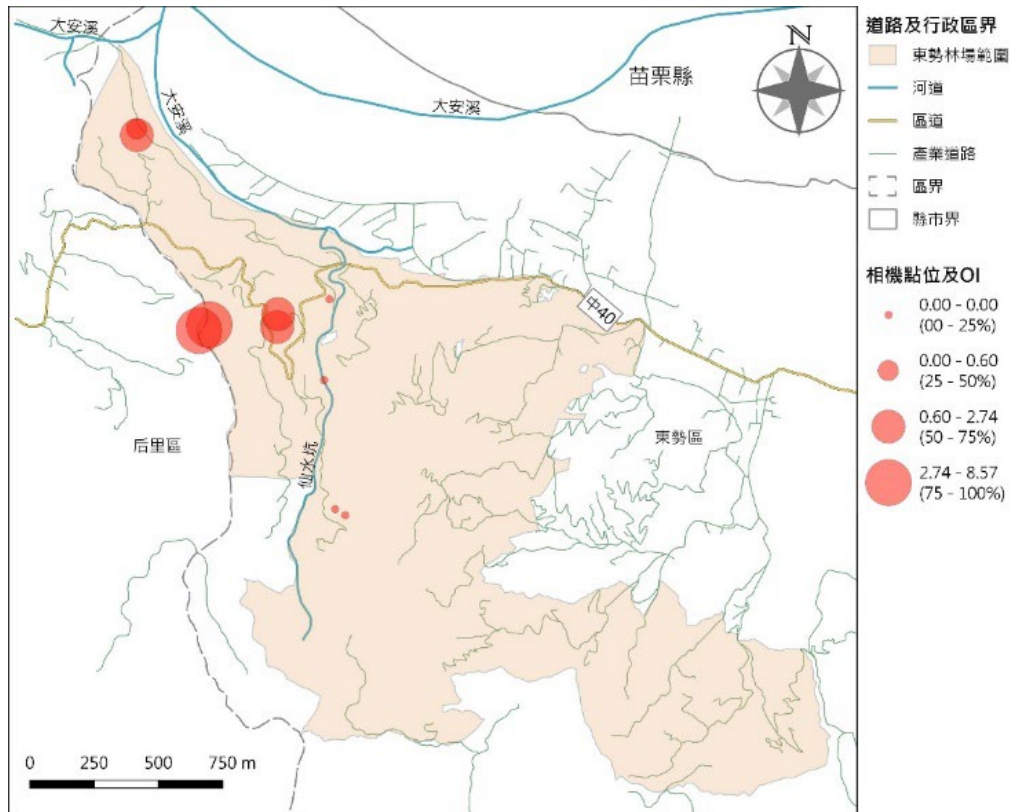 大安溪
大安溪
大安溪
苗栗縣
N
中40
后里區
仙水坑
東勢區
0 250 500 750 m
道路及行政區界
東勢林場範圍
河道
區道
產業道路
區界
縣市界
相機點位及OI
0.00 - 0.00
(00 - 25%)
0.00 - 0.60
(25 - 50%)
0.60 - 2.74
(50 - 75%)
2.74 - 8.57
(75 - 100%)